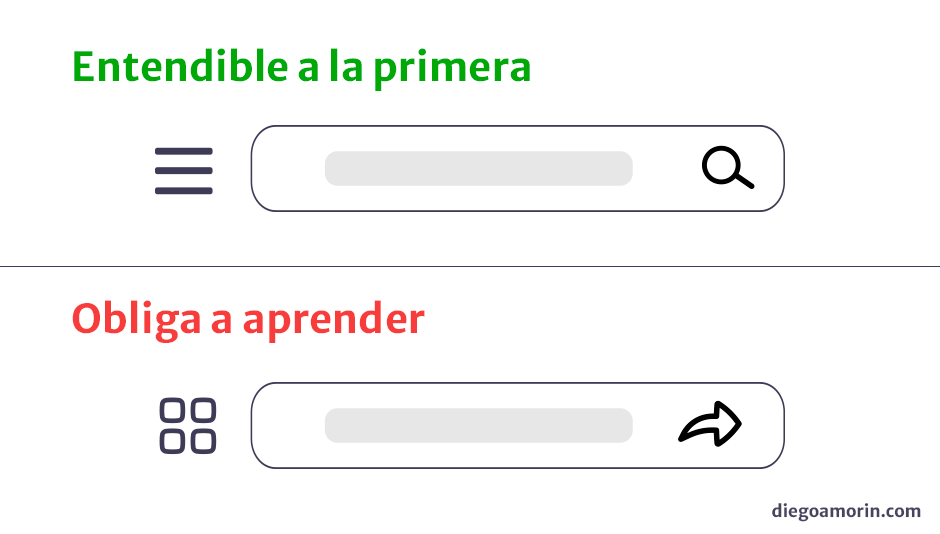 Entendible a la primera
Obliga a aprender
diegoamorin.com